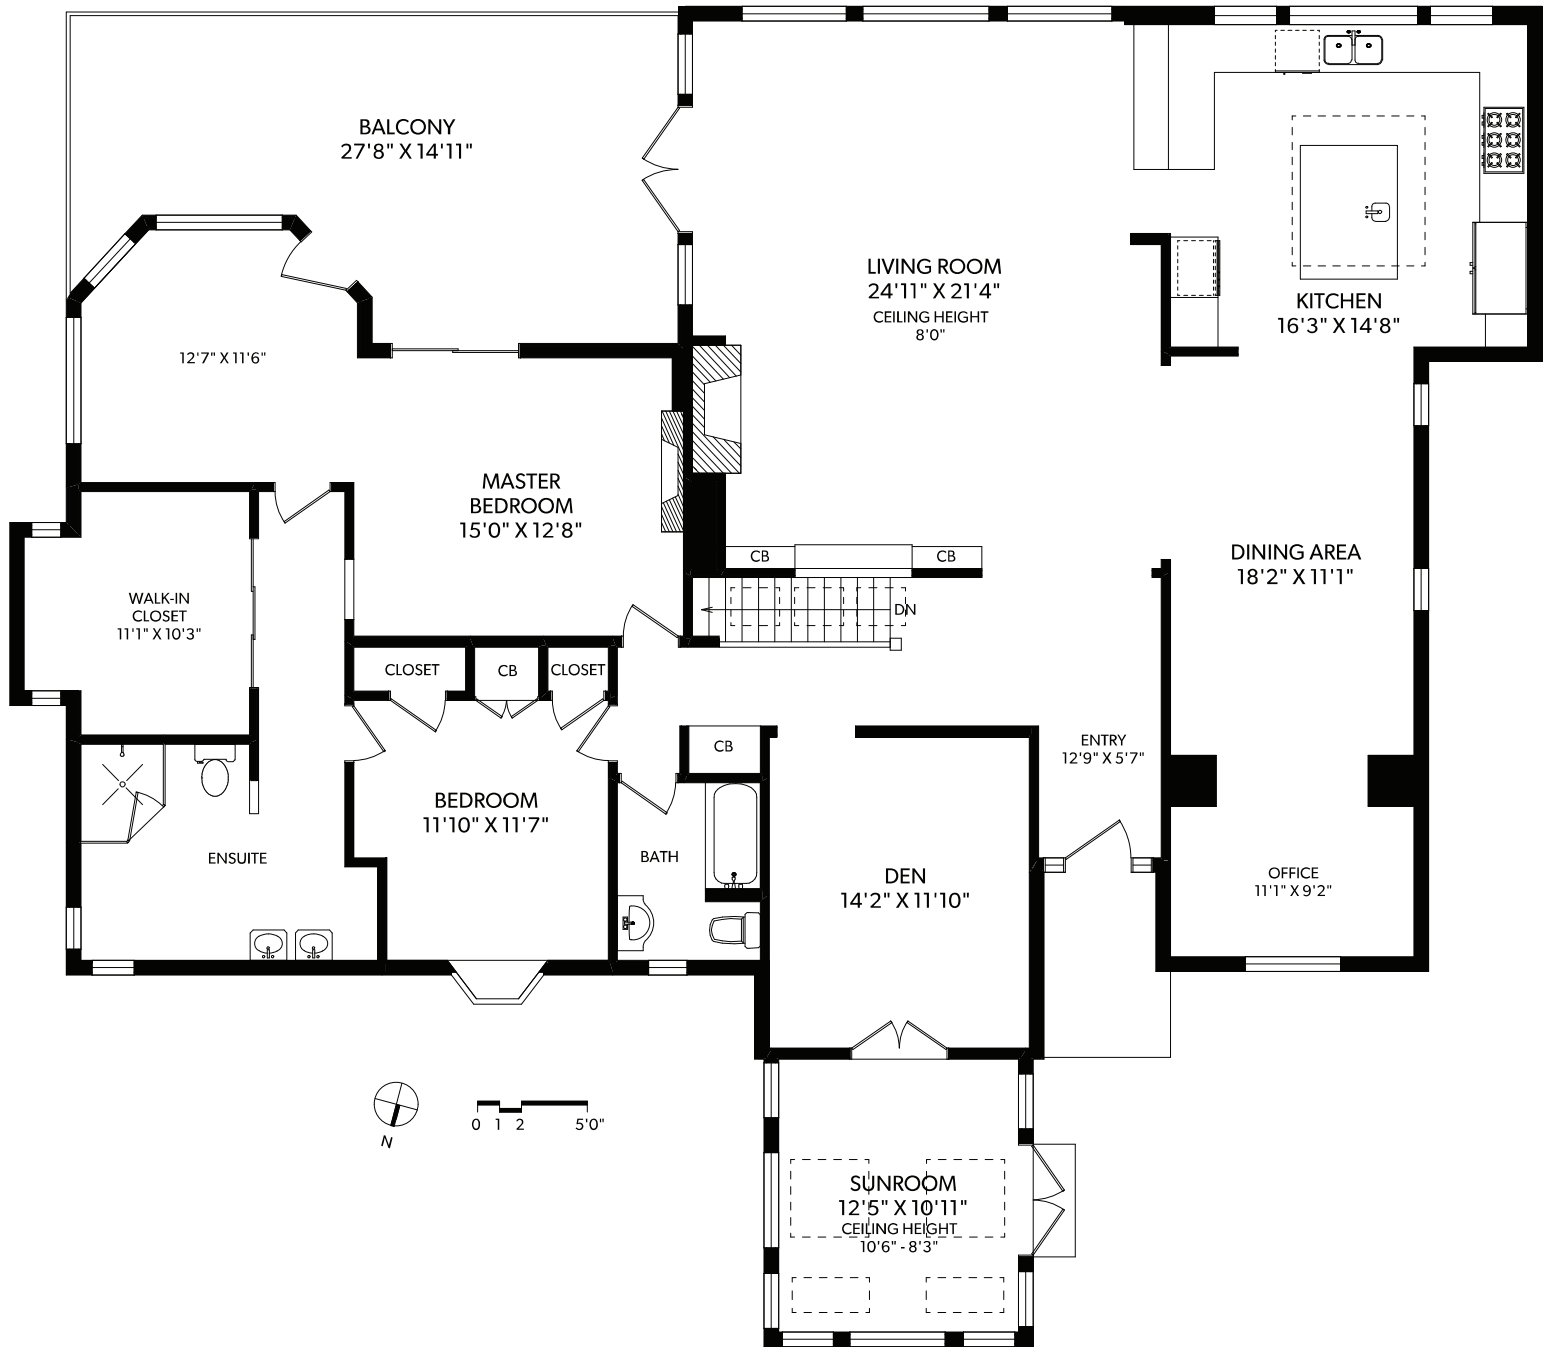 BALCONY
27'8" X 14'11"
LIVING ROOM
24'11" X 21'4"
CEILING HEIGHT
8'0"
KITCHEN
16'3" X 14'8"
12'7" X 11'6"
MASTER
BEDROOM
15'0" X 12'8"
CB
CB
DINING AREA
18'2" X 11'1"
WALK-IN
CLOSET
11'1" X 10'3"
DN
CLOSET
CB
CLOSET
CB
ENTRY
12'9" X 5'7"
BEDROOM
11'10" X 11'7"
ENSUITE
BATH
DEN
14'2" X 11'10"
OFFICE
11'1" X 9'2"
N
0 1 2 5'0"
SUNROOM
12'5" X 10'11"
CEILING HEIGHT
10'6" - 8'3"